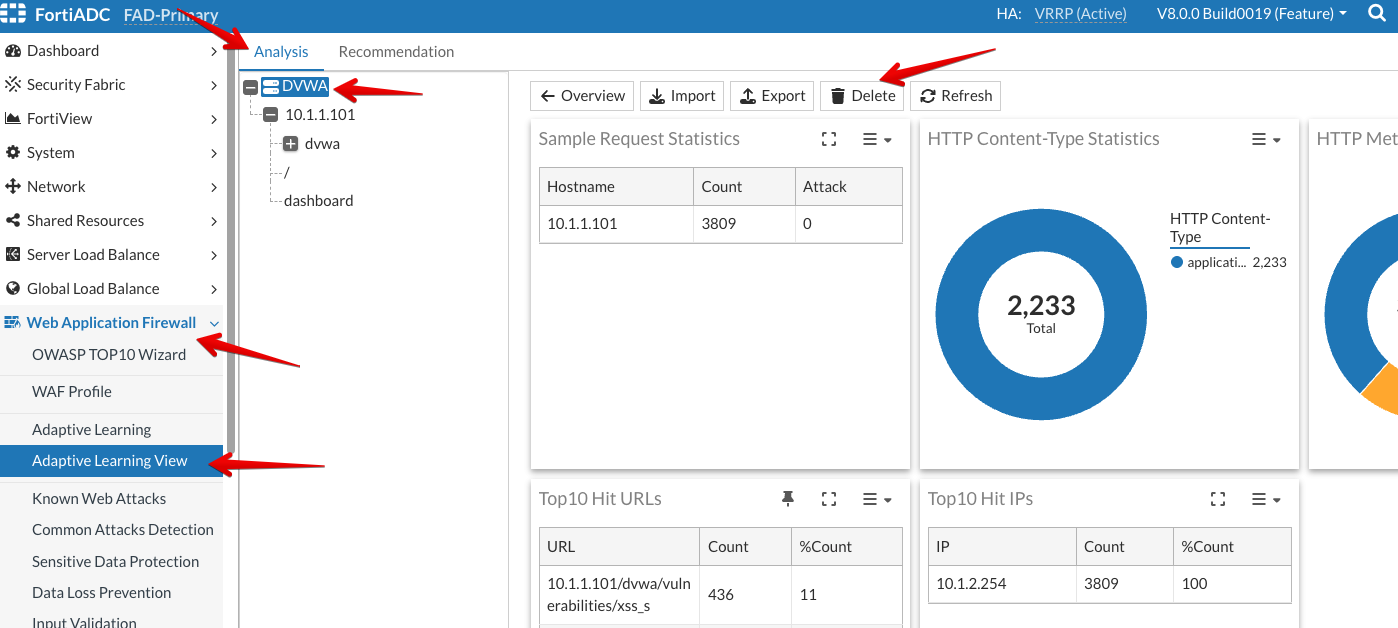 FortiADC FAD-Primary HA: VRRP (Active) V8.0.0 Build0019 (Feature)
Dashboard
Security Fabric
FortiView
System
Network
Shared Resources
Server Load Balance
Global Load Balance
Web Application Firewall
OWASP TOP10 Wizard
WAF Profile
Adaptive Learning
Adaptive Learning View
Known Web Attacks
Common Attacks Detection
Sensitive Data Protection
Data Loss Prevention
Input Validation
Analysis Recommendation
DVWA
10.1.1.101
dvwa
/
dashboard
Overview Import Export Delete Refresh
Sample Request Statistics
Hostname Count Attack
10.1.1.101 3809 0
HTTP Content-Type Statistics
2,233
Total
HTTP Content-
Type
applicati... 2,233
HTTP Met
Top10 Hit URLs
URL Count %Count
10.1.1.101/dvwa/vuln
erabilities/xss_s 436 11
Top10 Hit IPs
IP Count %Count
10.1.2.254 3809 100